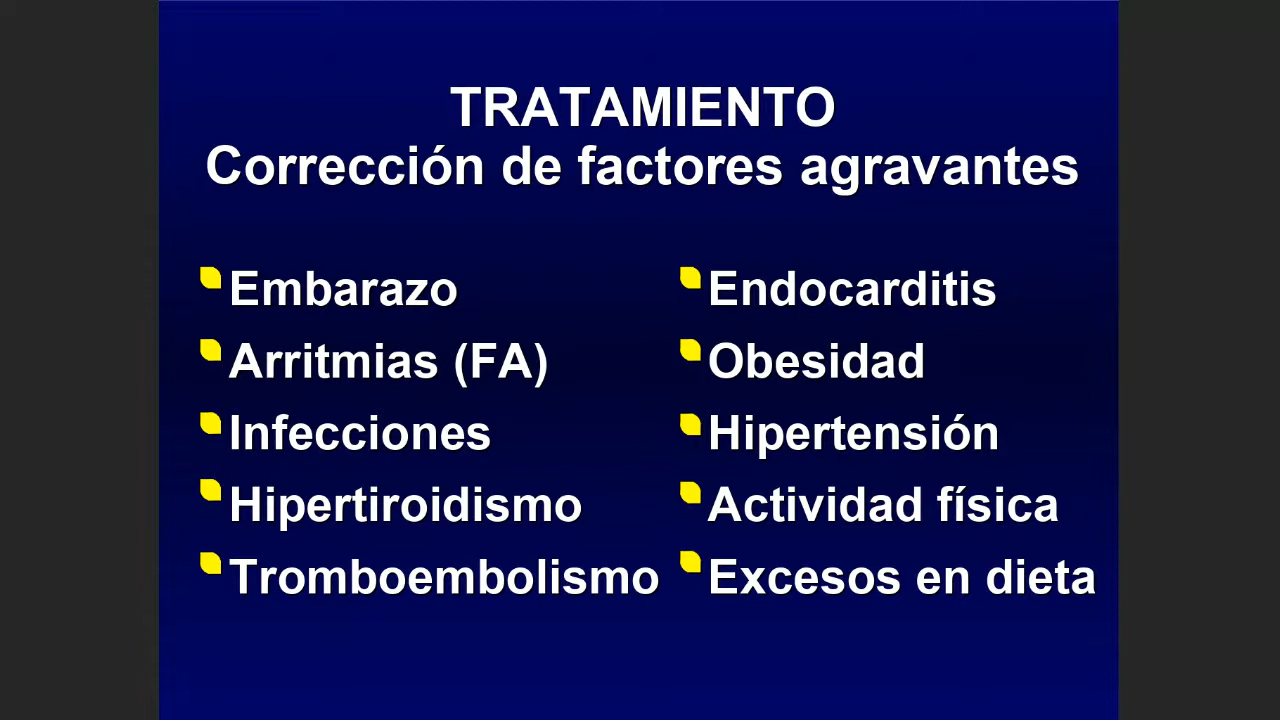 TRATAMIENTO
Corrección de factores agravantes
Embarazo
Arritmias (FA)
Infecciones
Hipertiroidismo
Tromboembolismo
Endocarditis
Obesidad
Hipertensión
Actividad física
Excesos en dieta